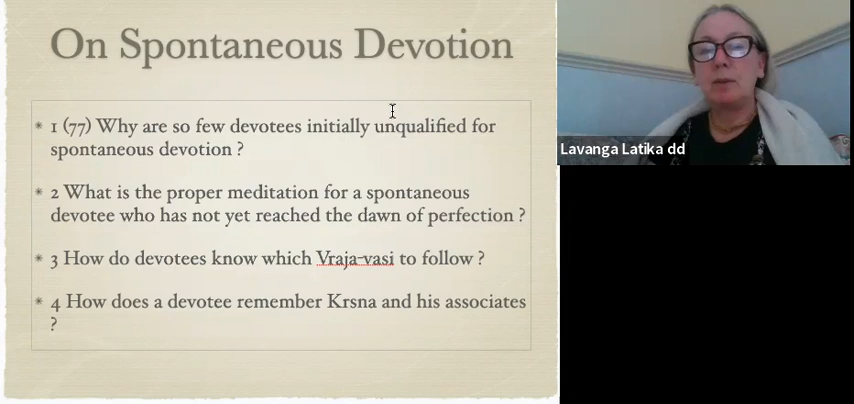 On Spontaneous Devotion
* 1 (77) Why are so few devotees initially unqualified for
spontaneous devotion ?
* 2 What is the proper meditation for a spontaneous
devotee who has not yet reached the dawn of perfection ?
* 3 How do devotees know which Vraja-vasi to follow ?
* 4 How does a devotee remember Krsna and his associates
?
Lavanga Latika dd